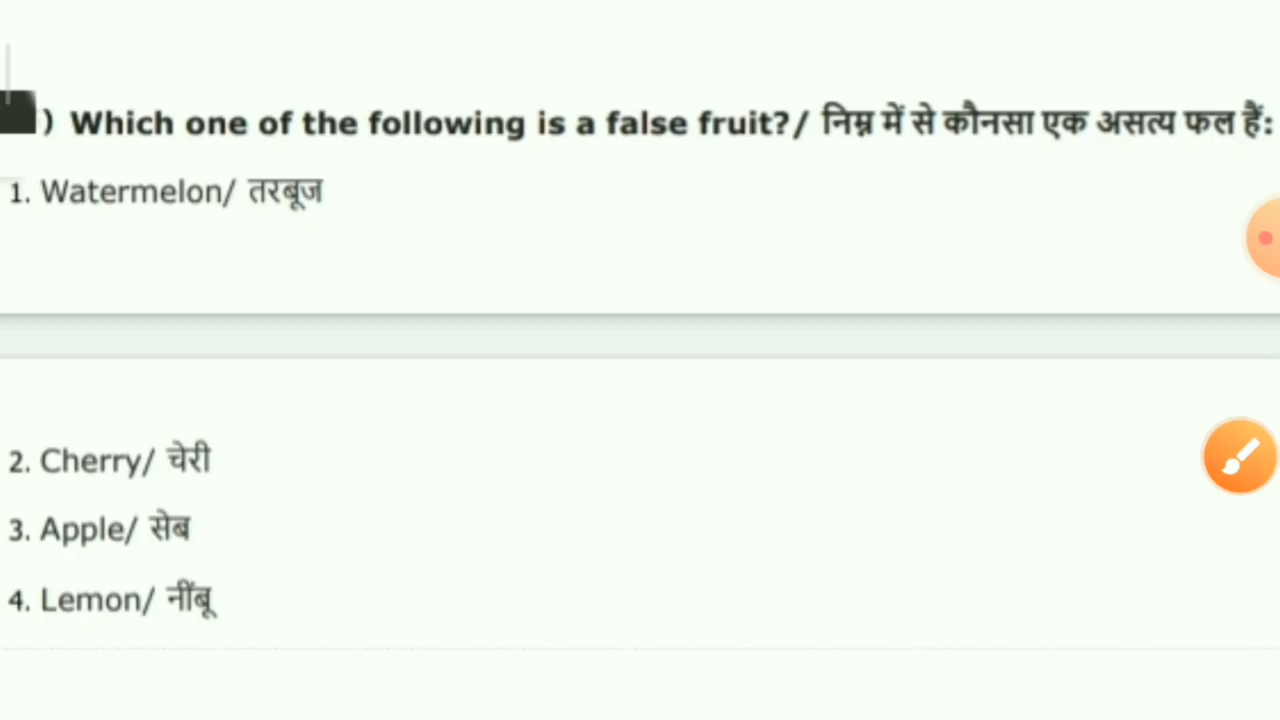 ) Which one of the following is a false fruit?/ निम्न में से कौनसा एक असत्य फल हैं:
1. Watermelon/ तरबूज
2. Cherry/ चेरी
3. Apple/ सेब
4. Lemon/ नींबू